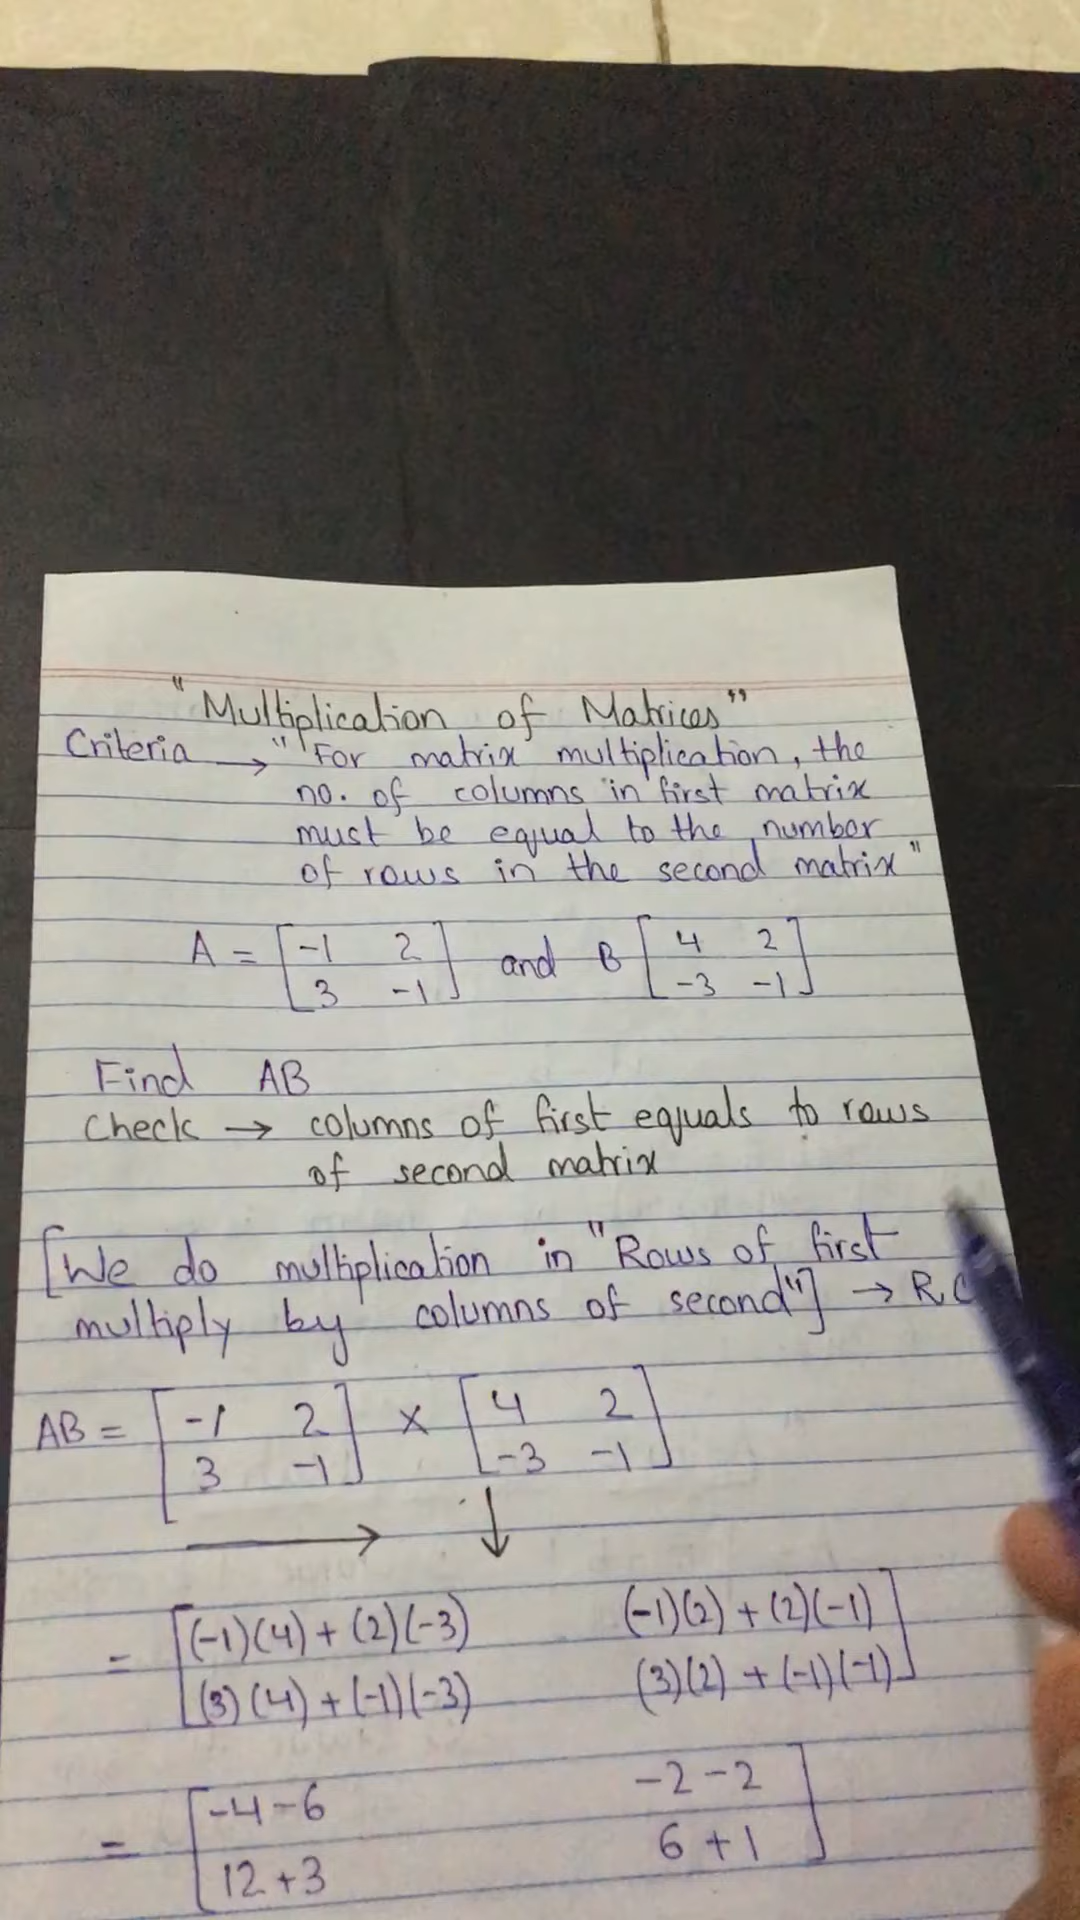 "Multiplication of Matrices"
Criteria → "For matrix multiplication, the
no. of columns in first matrix
must be equal to the number
of rows in the second matrix"
A = [-1 2 and B [4 2
3 -1] -3 -1]
Find AB
Check → columns of first equals to rows
of second matrix
[We do multiplication in "Rows of first
multiply by columns of second"] → RC
AB = [-1 2 × [4 2
3 -1] -3 -1]
→ ↓
= [(-1)(4) + (2)(-3) (-1)(2) + (2)(-1)
(3)(4) + (-1)(-3) (3)(2) + (-1)(-1)]
= [-4-6 -2-2
12+3 6+1]